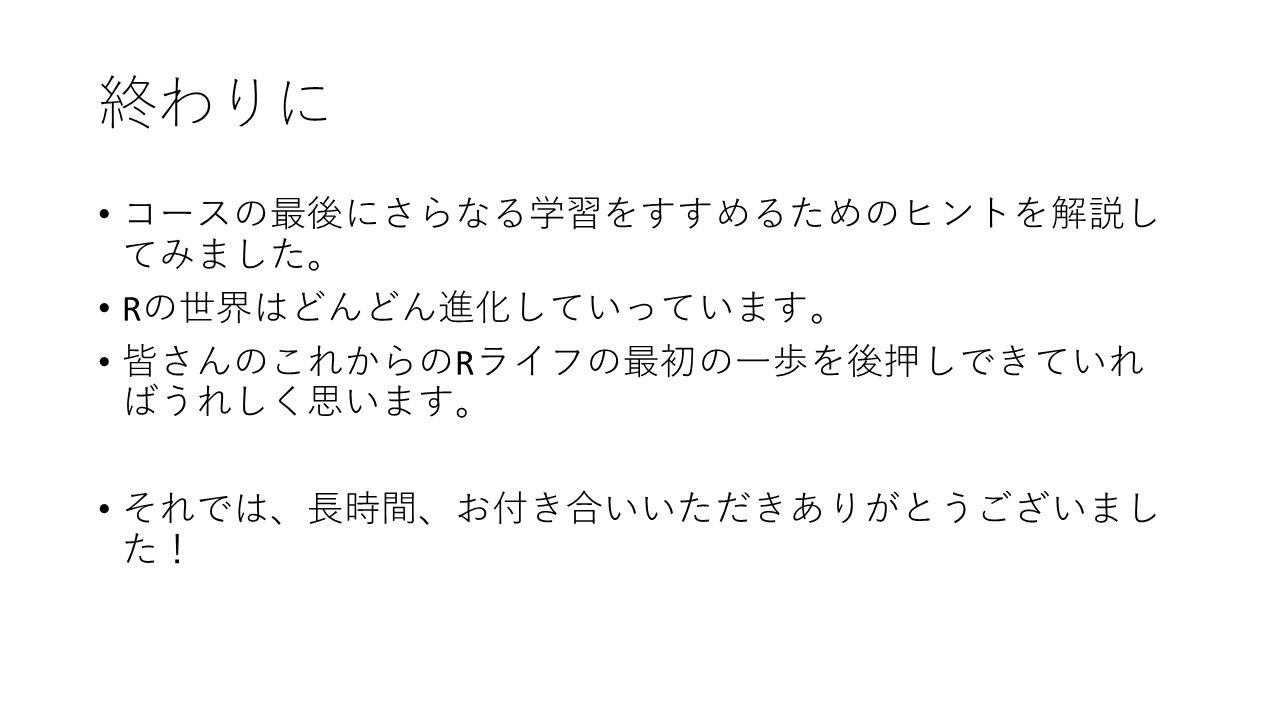 終わりに
• コースの最後にさらなる学習をすすめるためのヒントを解説し
てみました。
• Rの世界はどんどん進化していっています。
• 皆さんのこれからのRライフの最初の一歩を後押しできていれ
ばうれしく思います。
• それでは、長時間、お付き合いいただきありがとうございまし
た！